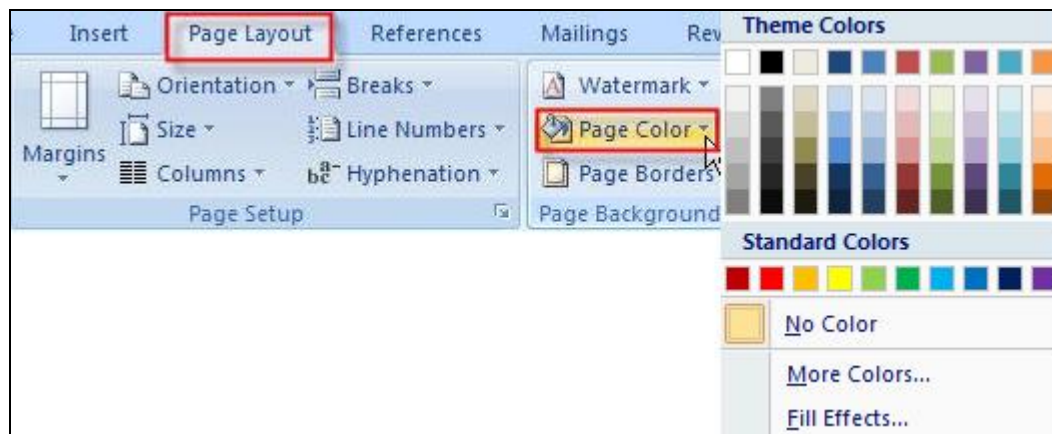 Insert Page Layout References Mailings Rev
Orientation Breaks
Size Line Numbers
Margins
Columns Hyphenation
Page Setup
Watermark
Page Color
Page Borders
Page Background
Theme Colors
Standard Colors
No Color
More Colors...
Fill Effects...